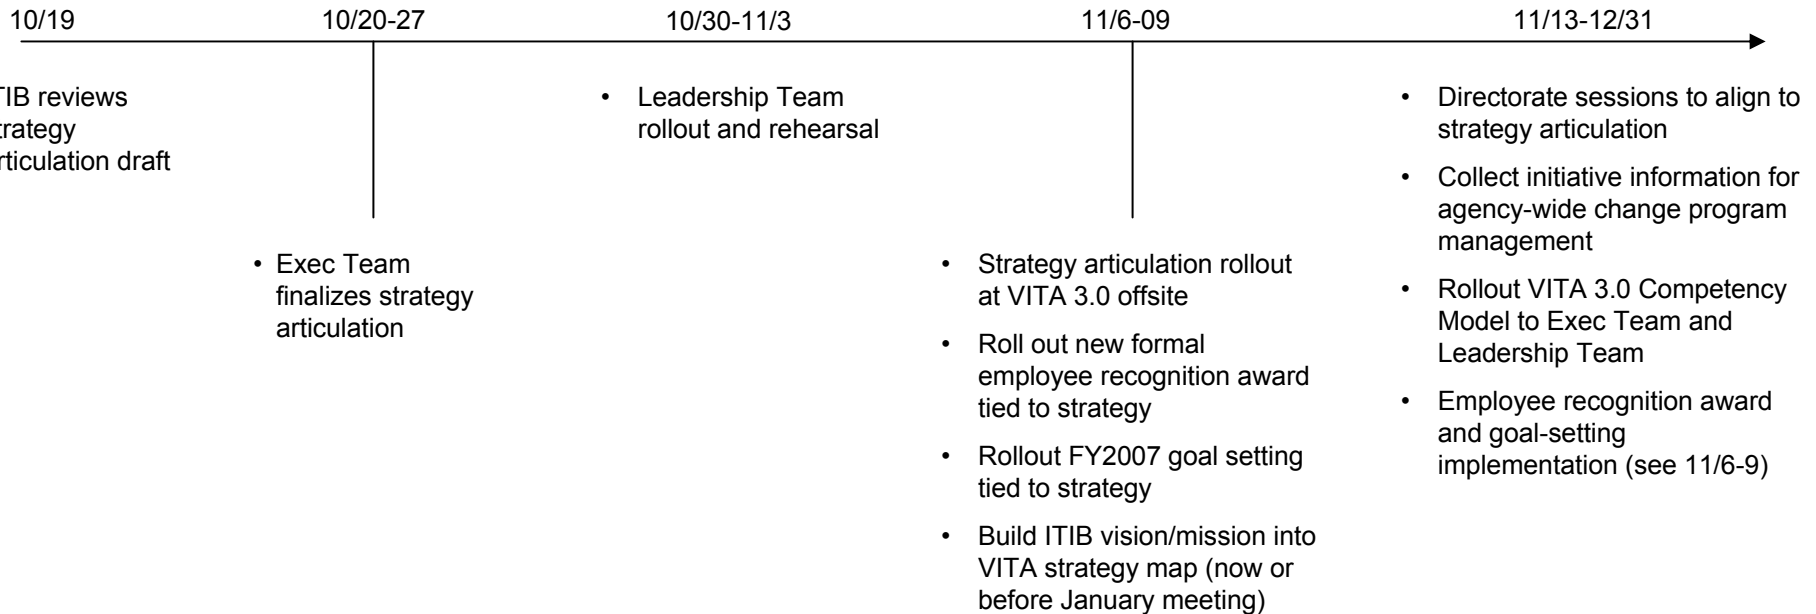 10/19
10/20-27
10/30-11/3
11/6-09
11/13-12/31
TIB reviews
trategy
rticulation draft
• Exec Team
finalizes strategy
articulation
• Leadership Team
rollout and rehearsal
• Strategy articulation rollout
at VITA 3.0 offsite
• Roll out new formal
employee recognition award
tied to strategy
• Rollout FY2007 goal setting
tied to strategy
• Build ITIB vision/mission into
VITA strategy map (now or
before January meeting)
• Directorate sessions to align to
strategy articulation
• Collect initiative information for
agency-wide change program
management
• Rollout VITA 3.0 Competency
Model to Exec Team and
Leadership Team
• Employee recognition award
and goal-setting
implementation (see 11/6-9)